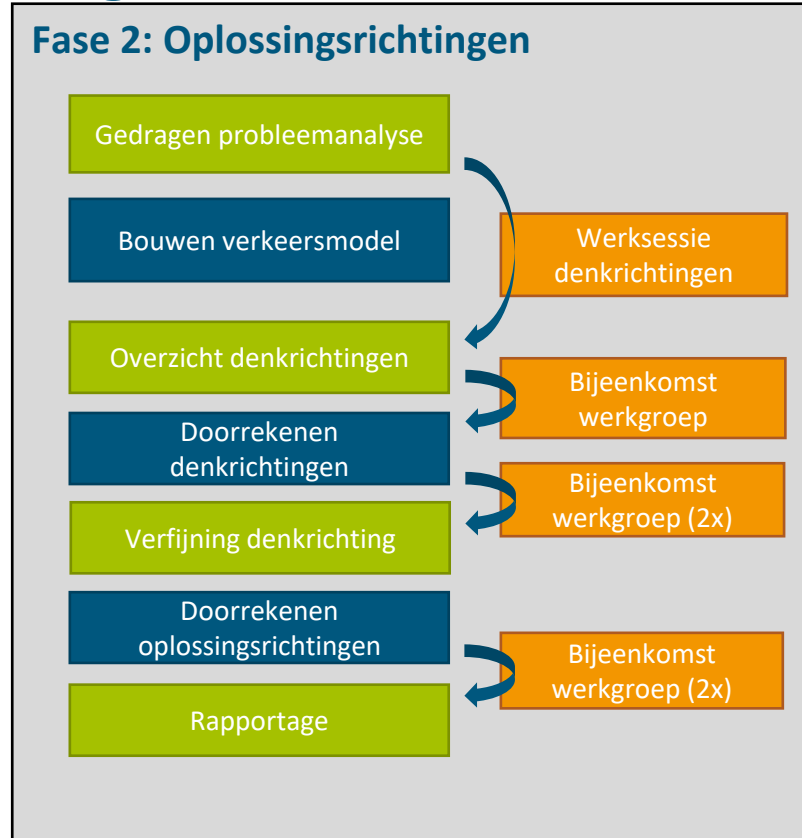 Fase 2: Oplossingsrichtingen
Gedragen probleemanalyse
Bouwen verkeersmodel
Werksessie
denkrichtingen
Overzicht denkrichtingen
Bijeenkomst
werkgroep
Doorrekenen
denkrichtingen
Bijeenkomst
werkgroep (2x)
Verfijning denkrichting
Doorrekenen
oplossingsrichtingen
Bijeenkomst
werkgroep (2x)
Rapportage